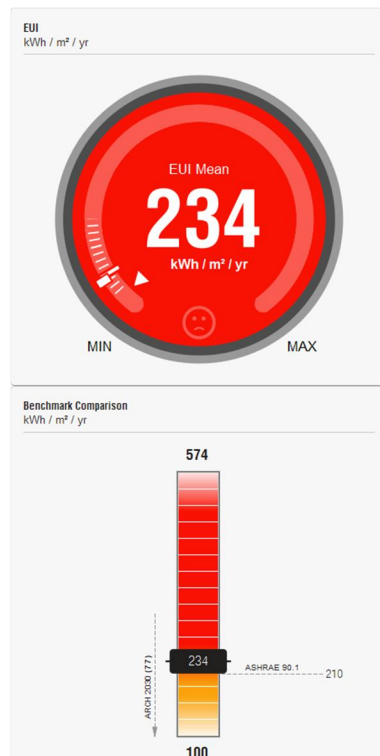 EUI
kWh / m² / yr
EUI Mean
234
kWh / m² / yr
MIN MAX
Benchmark Comparison
kWh / m² / yr
574
ARCH 2030 (77)
234
ASHRAE 90.1
210
100